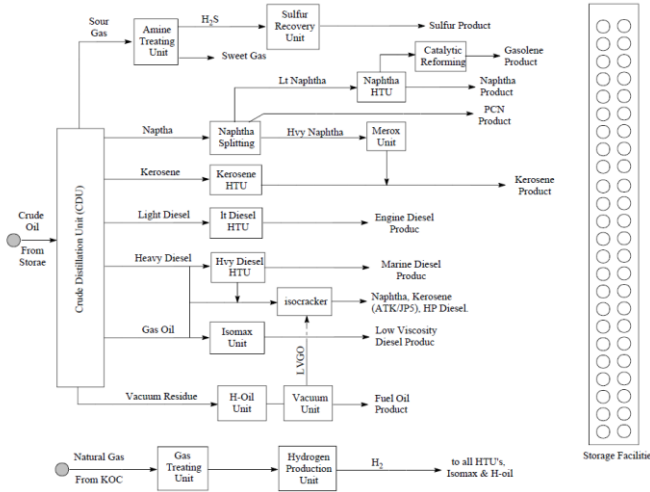 Sour
Gas
Amine
Treating
Unit
H₂S
Sulfur
Recovery
Unit
Sulfur Product
Sweet Gas
Catalytic
Reforming
Gasolene
Product
Lt Naphtha
Naphtha
HTU
Naphtha
Product
PCN
Product
Naptha
Naphtha
Splitting
Hvy Naphtha
Merox
Unit
Kerosene
Kerosene
HTU
Kerosene
Product
Crude
Oil
From
Storae
Crude Distillation Unit (CDU)
Light Diesel
lt Diesel
HTU
Engine Diesel
Produc
Heavy Diesel
Hvy Diesel
HTU
Marine Diesel
Produc
isocracker
Naphtha, Kerosene
(ATK/JP5), HP Diesel.
Gas Oil
Isomax
Unit
Low Viscosity
Diesel Produc
LVGO
Vacuum Residue
H-Oil
Unit
Vacuum
Unit
Fuel Oil
Product
Natural Gas
From KOC
Gas
Treating
Unit
Hydrogen
Production
Unit
H₂
to all HTU's,
Isomax & H-oil
Storage Facilitie